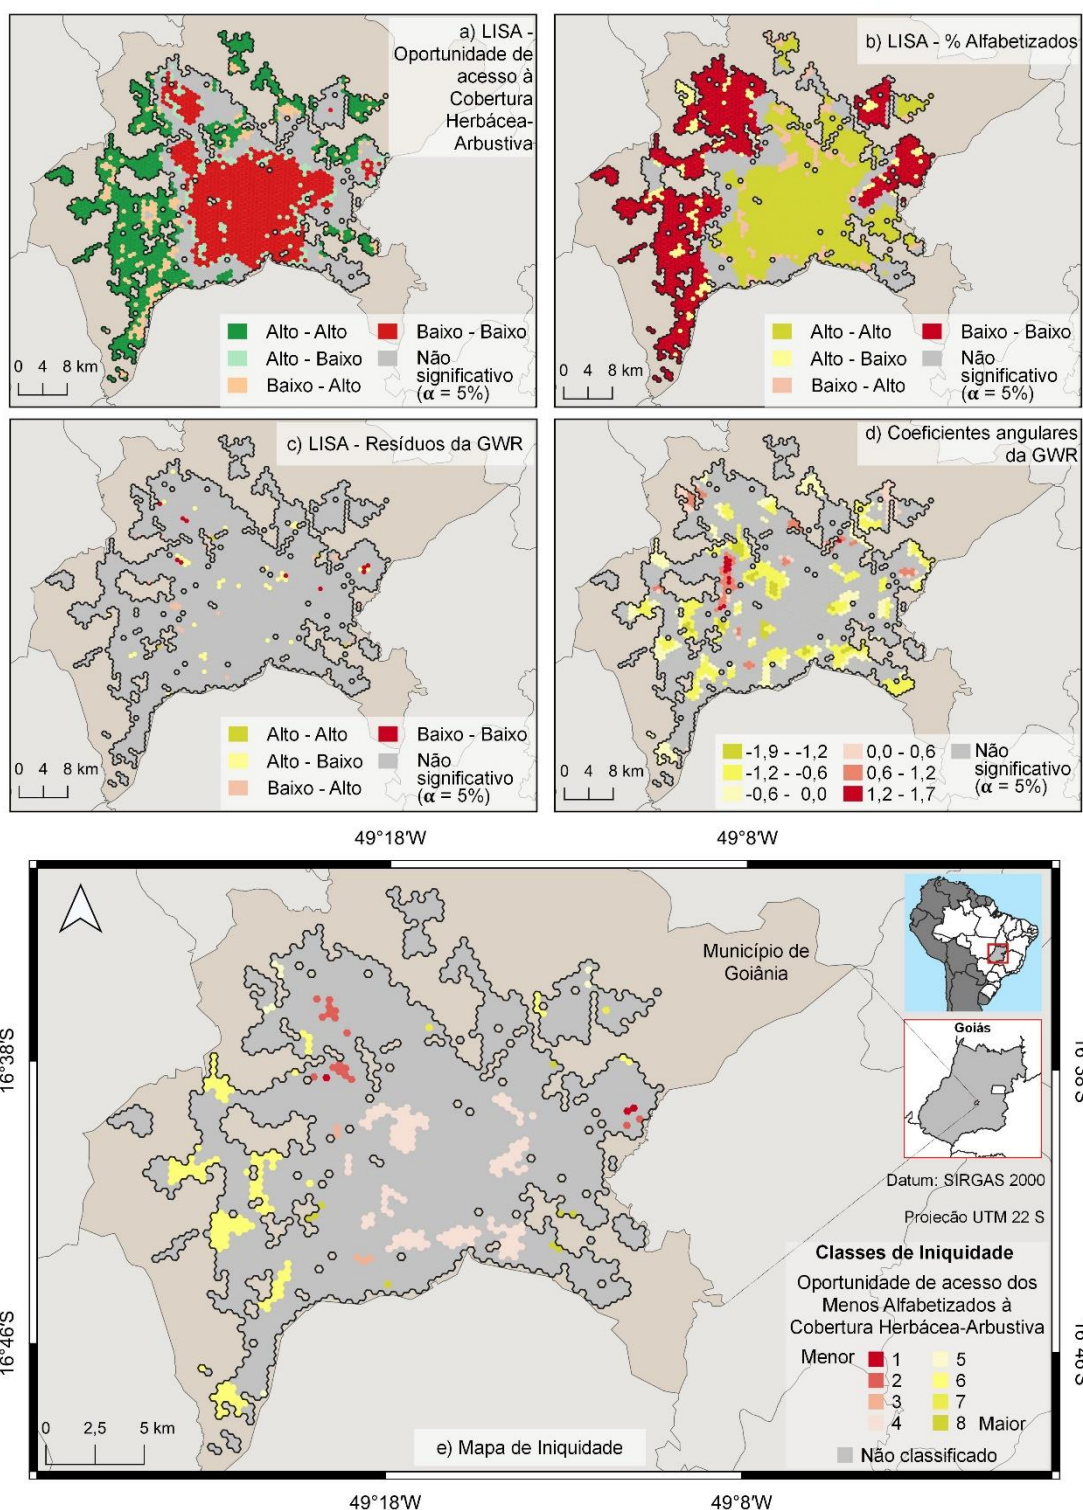 a) LISA -
Oportunidade de
acesso à
Cobertura
Herbácea-
Arbustiva
Alto - Alto
Baixo - Baixo
Alto - Baixo
Não
significativo
(α = 5%)
Baixo - Alto
0 4 8 km
b) LISA - % Alfabetizados
Alto - Alto
Baixo - Baixo
Alto - Baixo
Não
significativo
(α = 5%)
Baixo - Alto
0 4 8 km
c) LISA - Resíduos da GWR
Alto - Alto
Baixo - Baixo
Alto - Baixo
Não
significativo
(α = 5%)
Baixo - Alto
0 4 8 km
d) Coeficientes angulares
da GWR
-1,9 - -1,2
0,0 - 0,6
Não
significativo
(α = 5%)
-1,2 - -0,6
0,6 - 1,2
-0,6 - 0,0
1,2 - 1,7
0 4 8 km
49°18'W
49°8'W
Município de
Goiânia
Goiás
16°38'S
16°46'S
Datum: SIRGAS 2000
Projeção UTM 22 S
Classes de Iniquidade
Oportunidade de acesso dos
Menos Alfabetizados à
Cobertura Herbácea-Arbustiva
Menor 1 5
2 6
3 7
4 8 Maior
Não classificado
0 2,5 5 km
e) Mapa de Iniquidade
49°18'W
49°8'W